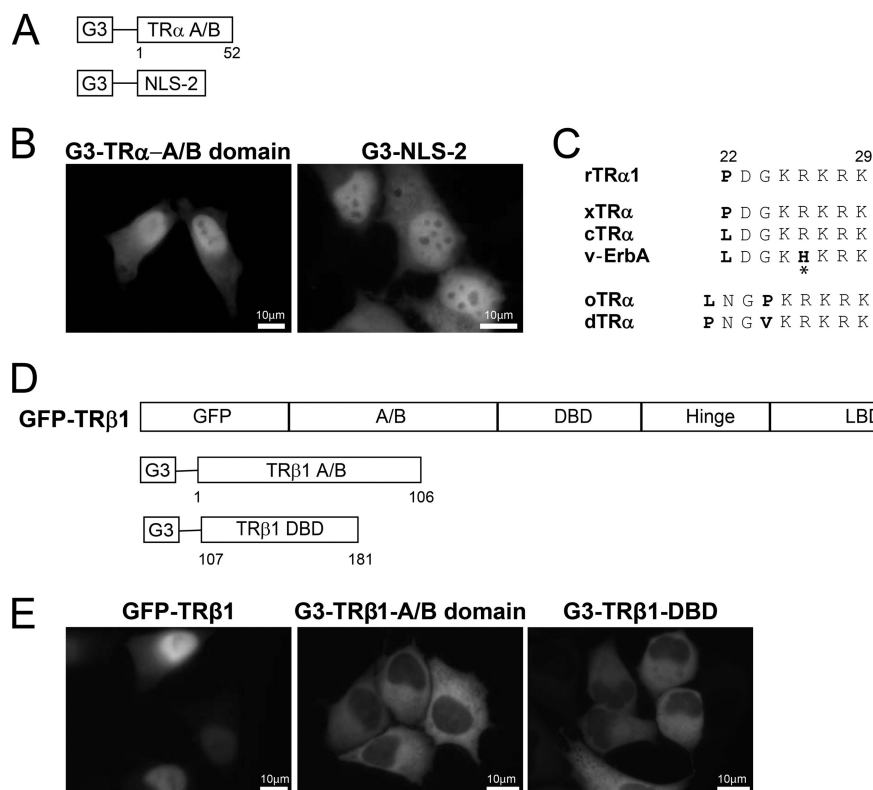 A
G3 TRα A/B
1 52
G3 NLS-2
B
G3-TRα–A/B domain G3-NLS-2
10µm 10µm
C
22 29
rTRα1 P D G K R K R K
xTRα P D G K R K R K
cTRα L D G K R K R K
v-ErbA L D G K H K R K
*
oTRα L N G P K R K R K
dTRα P N G V K R K R K
D
GFP-TRβ1 GFP A/B DBD Hinge LBD
G3 TRβ1 A/B
1 106
G3 TRβ1 DBD
107 181
E
GFP-TRβ1 G3-TRβ1-A/B domain G3-TRβ1-DBD
10µm 10µm 10µm